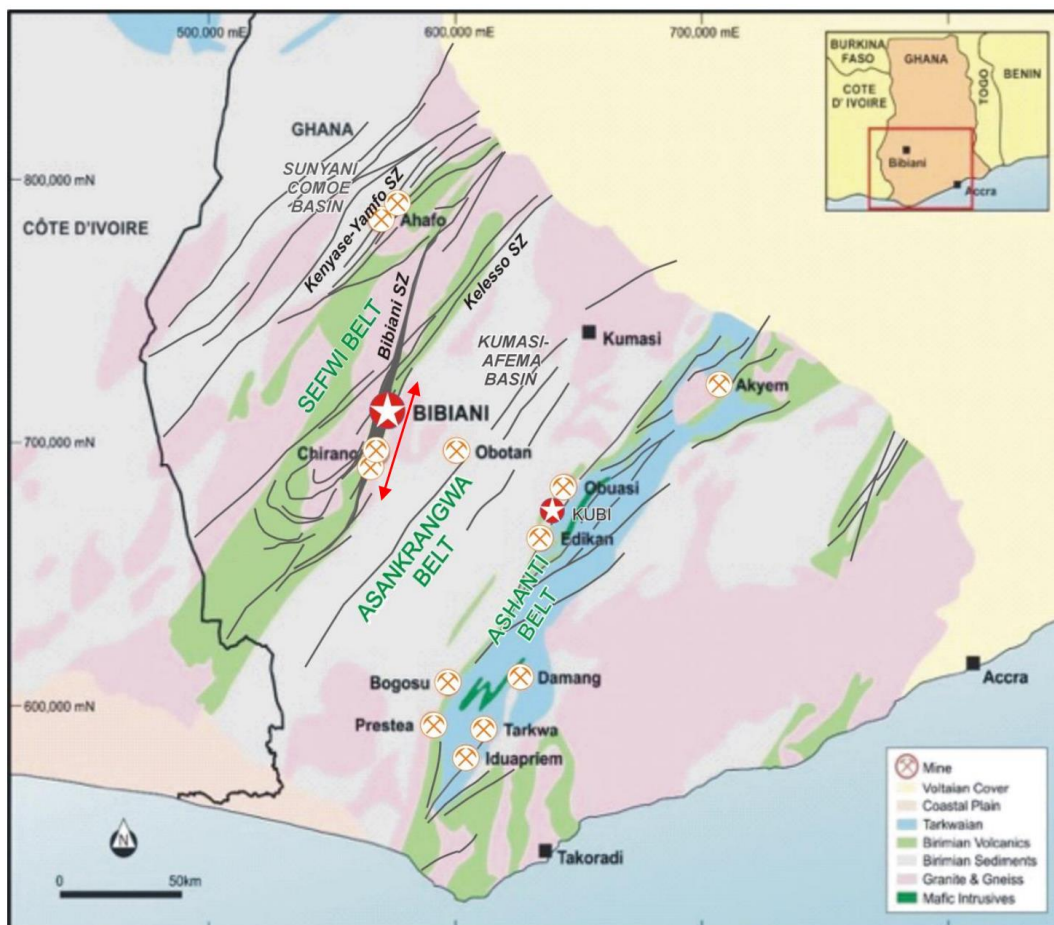 500,000 mE
600,000 mE
700,000 mE
BURKINA
FASO
GHANA
TOGO
BENIN
COTE
D' IVOIRE
Bibiani
Accra
GHANA
SUNYANI
COMOE
BASIN
800,000 mN
Kenyase-Yamfo SZ
Ahafo
CÔTE D'IVOIRE
Bibiani SZ
Kelesso SZ
SEFWI BELT
KUMASI-
AFEMA
BASIN
Kumasi
Akyem
BIBIANI
700,000 mN
Chirano
Obotan
Obuasi
KUBI
Edikan
ASANKRANGWA
BELT
ASHANTI
BELT
Bogosu
Damang
Accra
600,000 mN
Prestea
Tarkwa
Iduapriem
Takoradi
N
0
50km
Mine
Voltaian Cover
Coastal Plain
Tarkwaian
Birimian Volcanics
Birimian Sediments
Granite & Gneiss
Mafic Intrusives